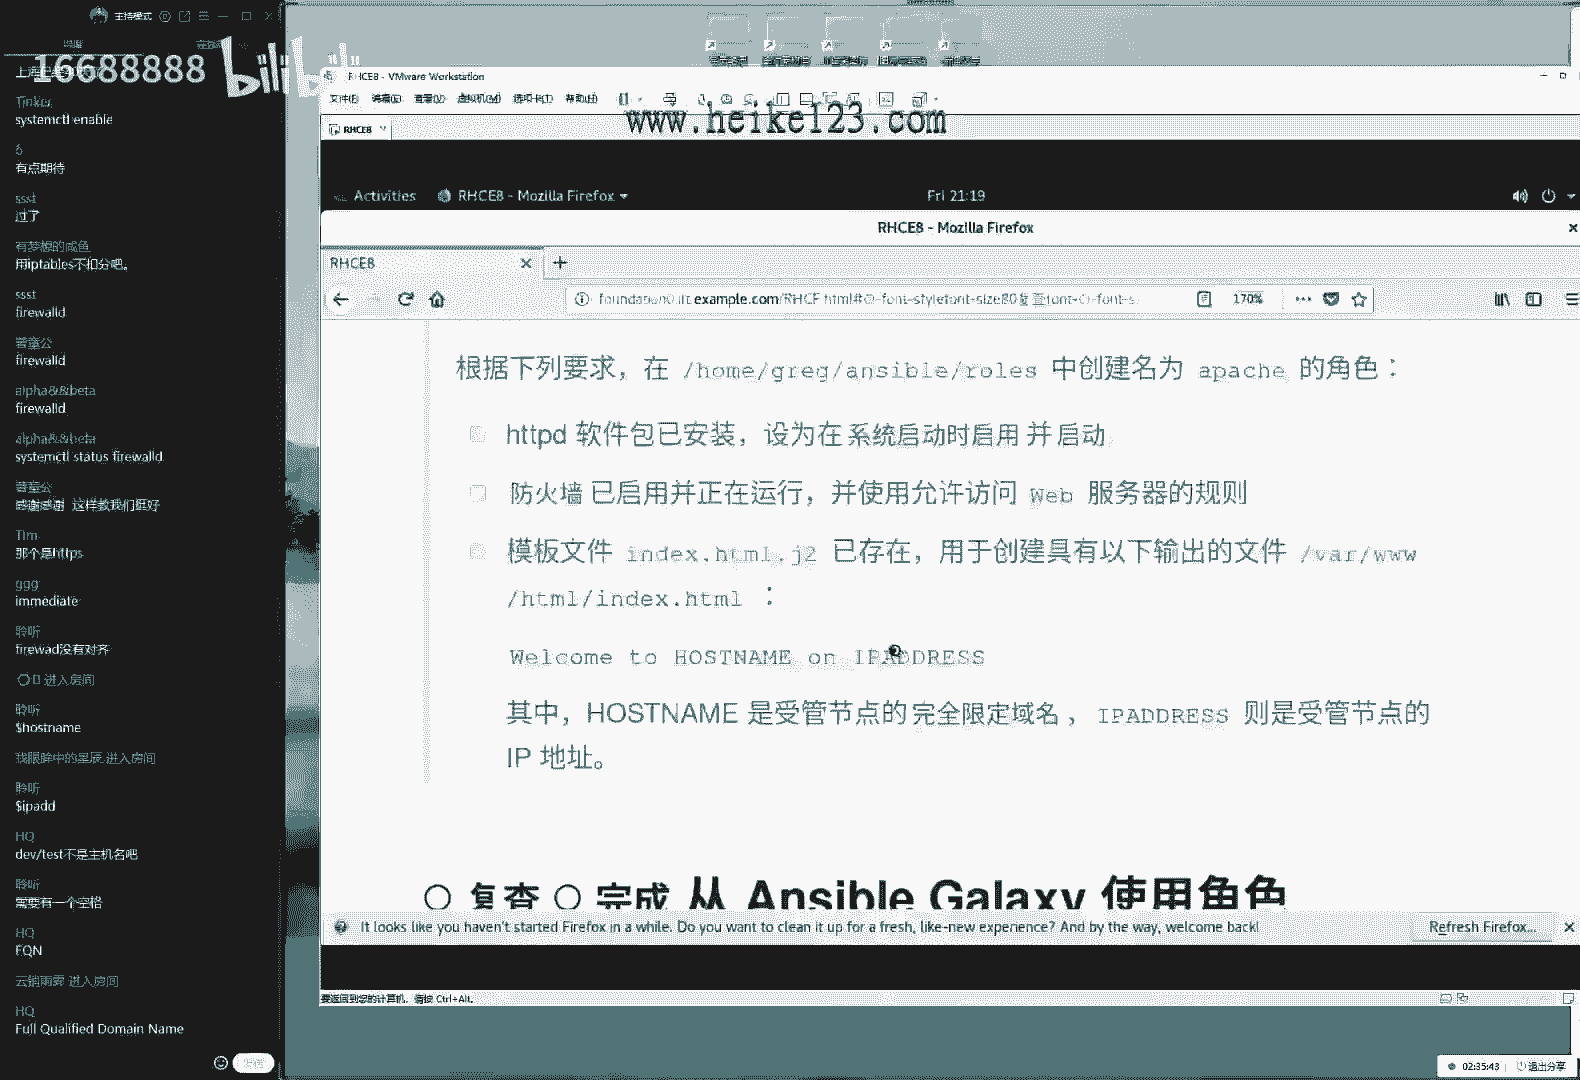 主持模式
16688888
bilibili
Tinker
systemctl enable
6
有点期待
ssst
过了
有梦想的咸鱼
用iptables不扣分吧。
ssst
firewalld
firewalld
alpha&&beta
firewalld
alpha&&beta
systemctl status firewalld
感谢感谢 这样教我们挺好
Tim
那个是https
ggg
immediate
聆听
firewad没有对齐
进入房间
聆听
$hostname
我眼眸中的星辰 进入房间
聆听
$ipadd
HQ
dev/test不是主机名吧
聆听
需要有一个空格
HQ
FQN
云销雨霁 进入房间
HQ
Full Qualified Domain Name
发送
RHCE8 - VMware Workstation
文件(F) 编辑(E) 查看(V) 虚拟机(M) 选项卡(T) 帮助(H)
www.heike123.com
RHCE8
Activities RHCE8 - Mozilla Firefox Fri 21:19
RHCE8 - Mozilla Firefox
RHCE8
170%
根据下列要求，在 /home/greg/ansible/roles 中创建名为 apache 的角色：
httpd 软件包已安装，设为在系统启动时启用并启动
防火墙 已启用并正在运行，并使用允许访问 Web 服务器的规则
模板文件 index.html.j2 已存在，用于创建具有以下输出的文件 /var/www
/html/index.html ：
Welcome to HOSTNAME on IPADDRESS
其中，HOSTNAME 是受管节点的完全限定域名， IPADDRESS 则是受管节点的
IP 地址。
复查 完成 从 Ansible Galaxy 使用角色
It looks like you haven't started Firefox in a while. Do you want to clean it up for a fresh, like-new experience? And by the way, welcome back!
Refresh Firefox...
要返回到您的计算机，请按 Ctrl+Alt。
02:35:43 退出分享